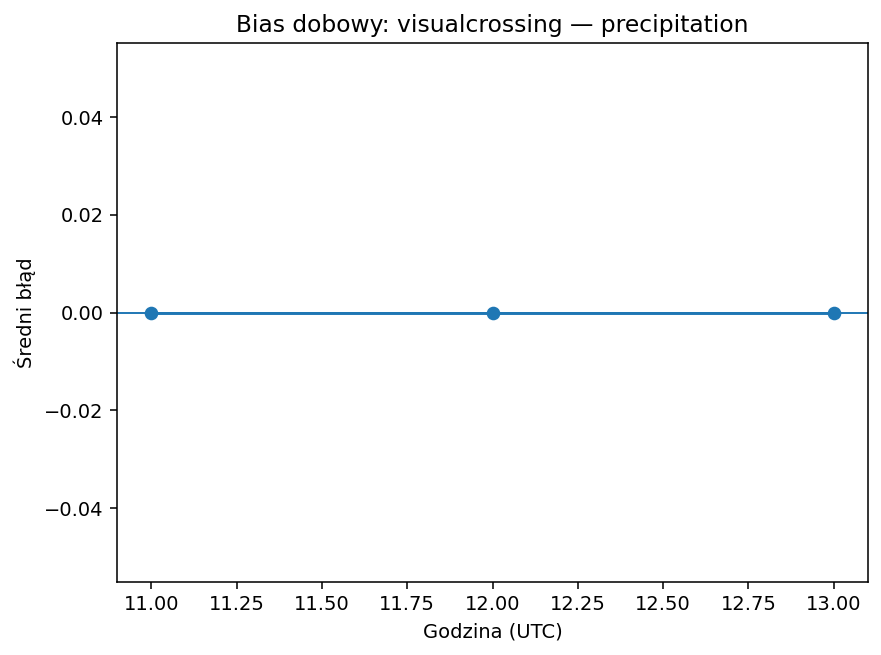 Bias dobowy: visualcrossing — precipitation
Średni błąd
0.04
0.02
0.00
−0.02
−0.04
11.00 11.25 11.50 11.75 12.00 12.25 12.50 12.75 13.00
Godzina (UTC)